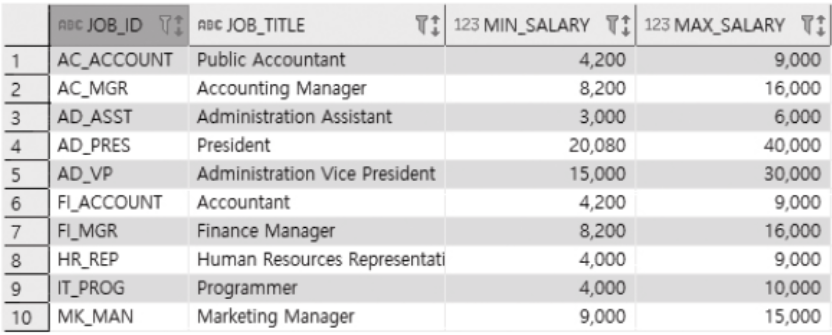 ABC JOB_ID ABC JOB_TITLE 123 MIN_SALARY 123 MAX_SALARY
1 AC_ACCOUNT Public Accountant 4,200 9,000
2 AC_MGR Accounting Manager 8,200 16,000
3 AD_ASST Administration Assistant 3,000 6,000
4 AD_PRES President 20,080 40,000
5 AD_VP Administration Vice President 15,000 30,000
6 FI_ACCOUNT Accountant 4,200 9,000
7 FI_MGR Finance Manager 8,200 16,000
8 HR_REP Human Resources Representati 4,000 9,000
9 IT_PROG Programmer 4,000 10,000
10 MK_MAN Marketing Manager 9,000 15,000